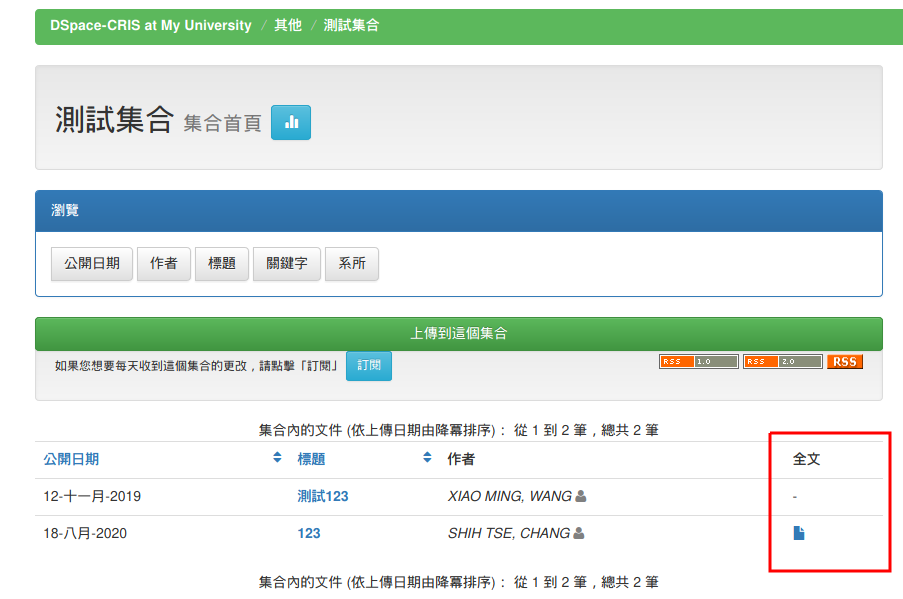 DSpace-CRIS at My University / 其他 / 測試集合
測試集合 集合首頁
瀏覽
公開日期 作者 標題 關鍵字 系所
上傳到這個集合
如果您想要每天收到這個集合的更改，請點擊「訂閱」 訂閱 RSS 1.0 RSS 2.0 RSS
集合內的文件 (依上傳日期由降冪排序)： 從 1 到 2 筆，總共 2 筆
公開日期 標題 作者 全文
12-十一月-2019 測試123 XIAO MING, WANG -
18-八月-2020 123 SHIH TSE, CHANG
集合內的文件 (依上傳日期由降冪排序)： 從 1 到 2 筆，總共 2 筆